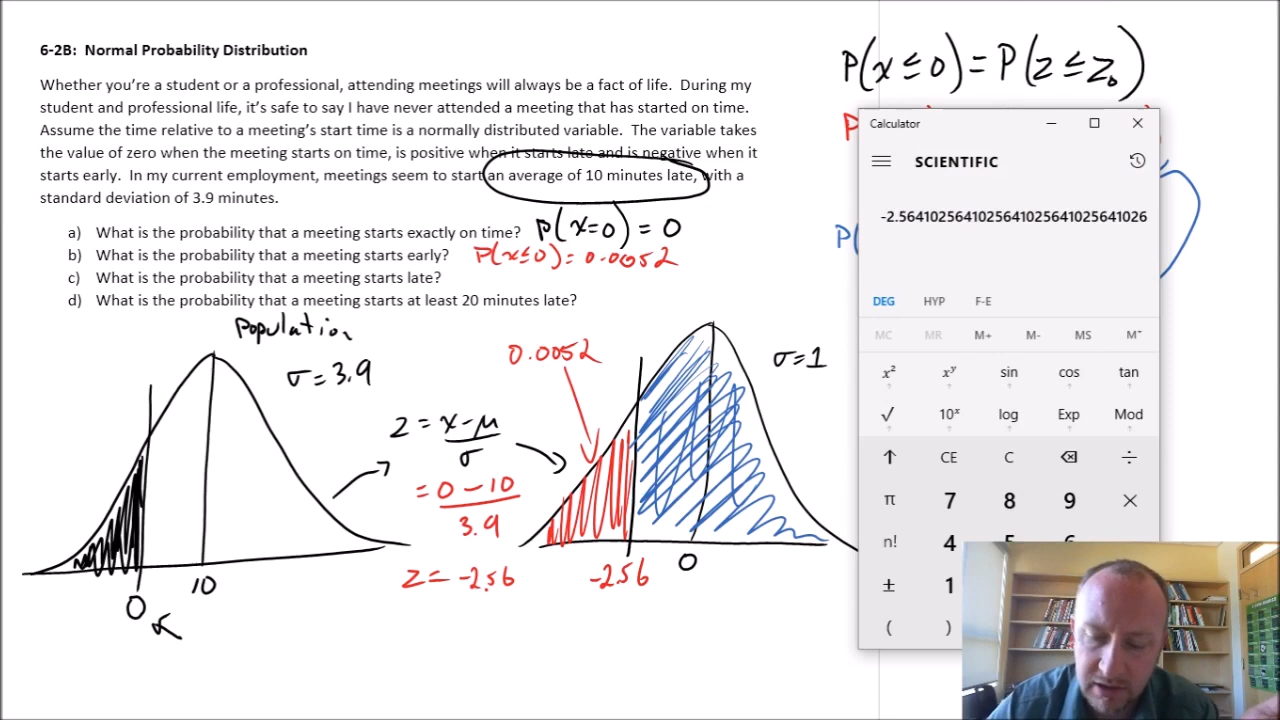 6-2B: Normal Probability Distribution
P(x≤0)=P(z≤z₀)
Whether you're a student or a professional, attending meetings will always be a fact of life. During my
student and professional life, it's safe to say I have never attended a meeting that has started on time.
Assume the time relative to a meeting's start time is a normally distributed variable. The variable takes
the value of zero when the meeting starts on time, is positive when it starts late and is negative when it
starts early. In my current employment, meetings seem to start an average of 10 minutes late, with a
standard deviation of 3.9 minutes.
a) What is the probability that a meeting starts exactly on time? P(x=0) = 0
b) What is the probability that a meeting starts early? P(x≤0)=0.0052
c) What is the probability that a meeting starts late?
d) What is the probability that a meeting starts at least 20 minutes late?
P
P(
Population
σ=3.9
0
10
z = x-μ
σ
= 0-10
3.9
z = -2.56
0.0052
σ=1
-2.56
0
Calculator
SCIENTIFIC
-2.5641025641025641025641025641026
DEG HYP F-E
MC MR M+ M- MS M˅
x² xʸ sin cos tan
√ 10ˣ log Exp Mod
↑ CE C ⌫ ÷
π 7 8 9 ×
n! 4
± 1
( )